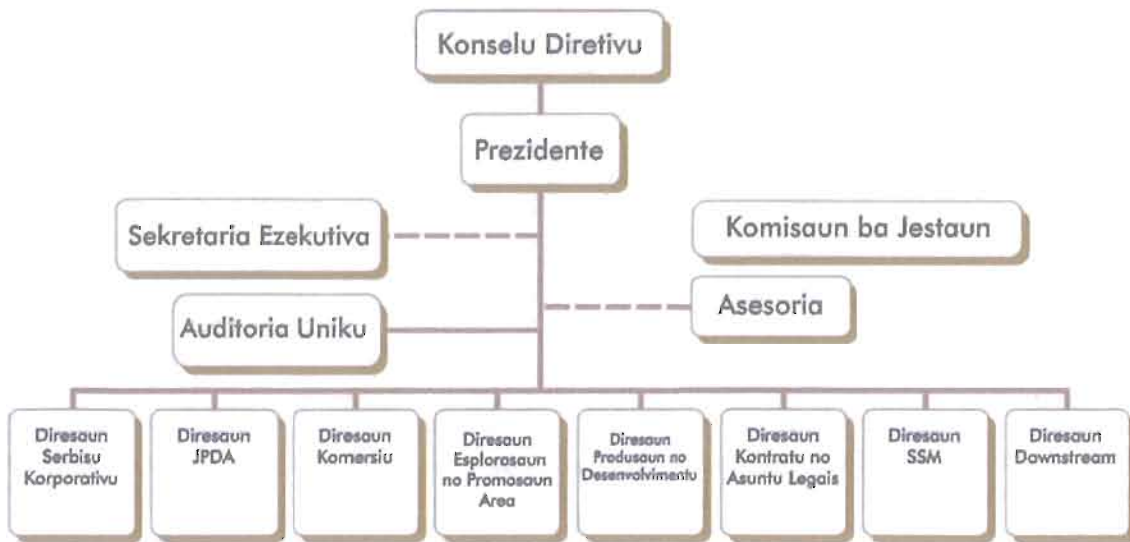 Konselu Diretivu
Prezidente
Sekretaria Ezekutiva
Komisaun ba Jestaun
Asesoria
Auditoria Uniku
Diresaun
Serbisu
Korporativu
Diresaun
JPDA
Diresaun
Komersiu
Diresaun
Esplorasaun
no Promosaun
Area
Diresaun
Produsaun no
Desenvolvimentu
Diresaun
Kontratu no
Asuntu Legais
Diresaun
SSM
Diresaun
Downstream